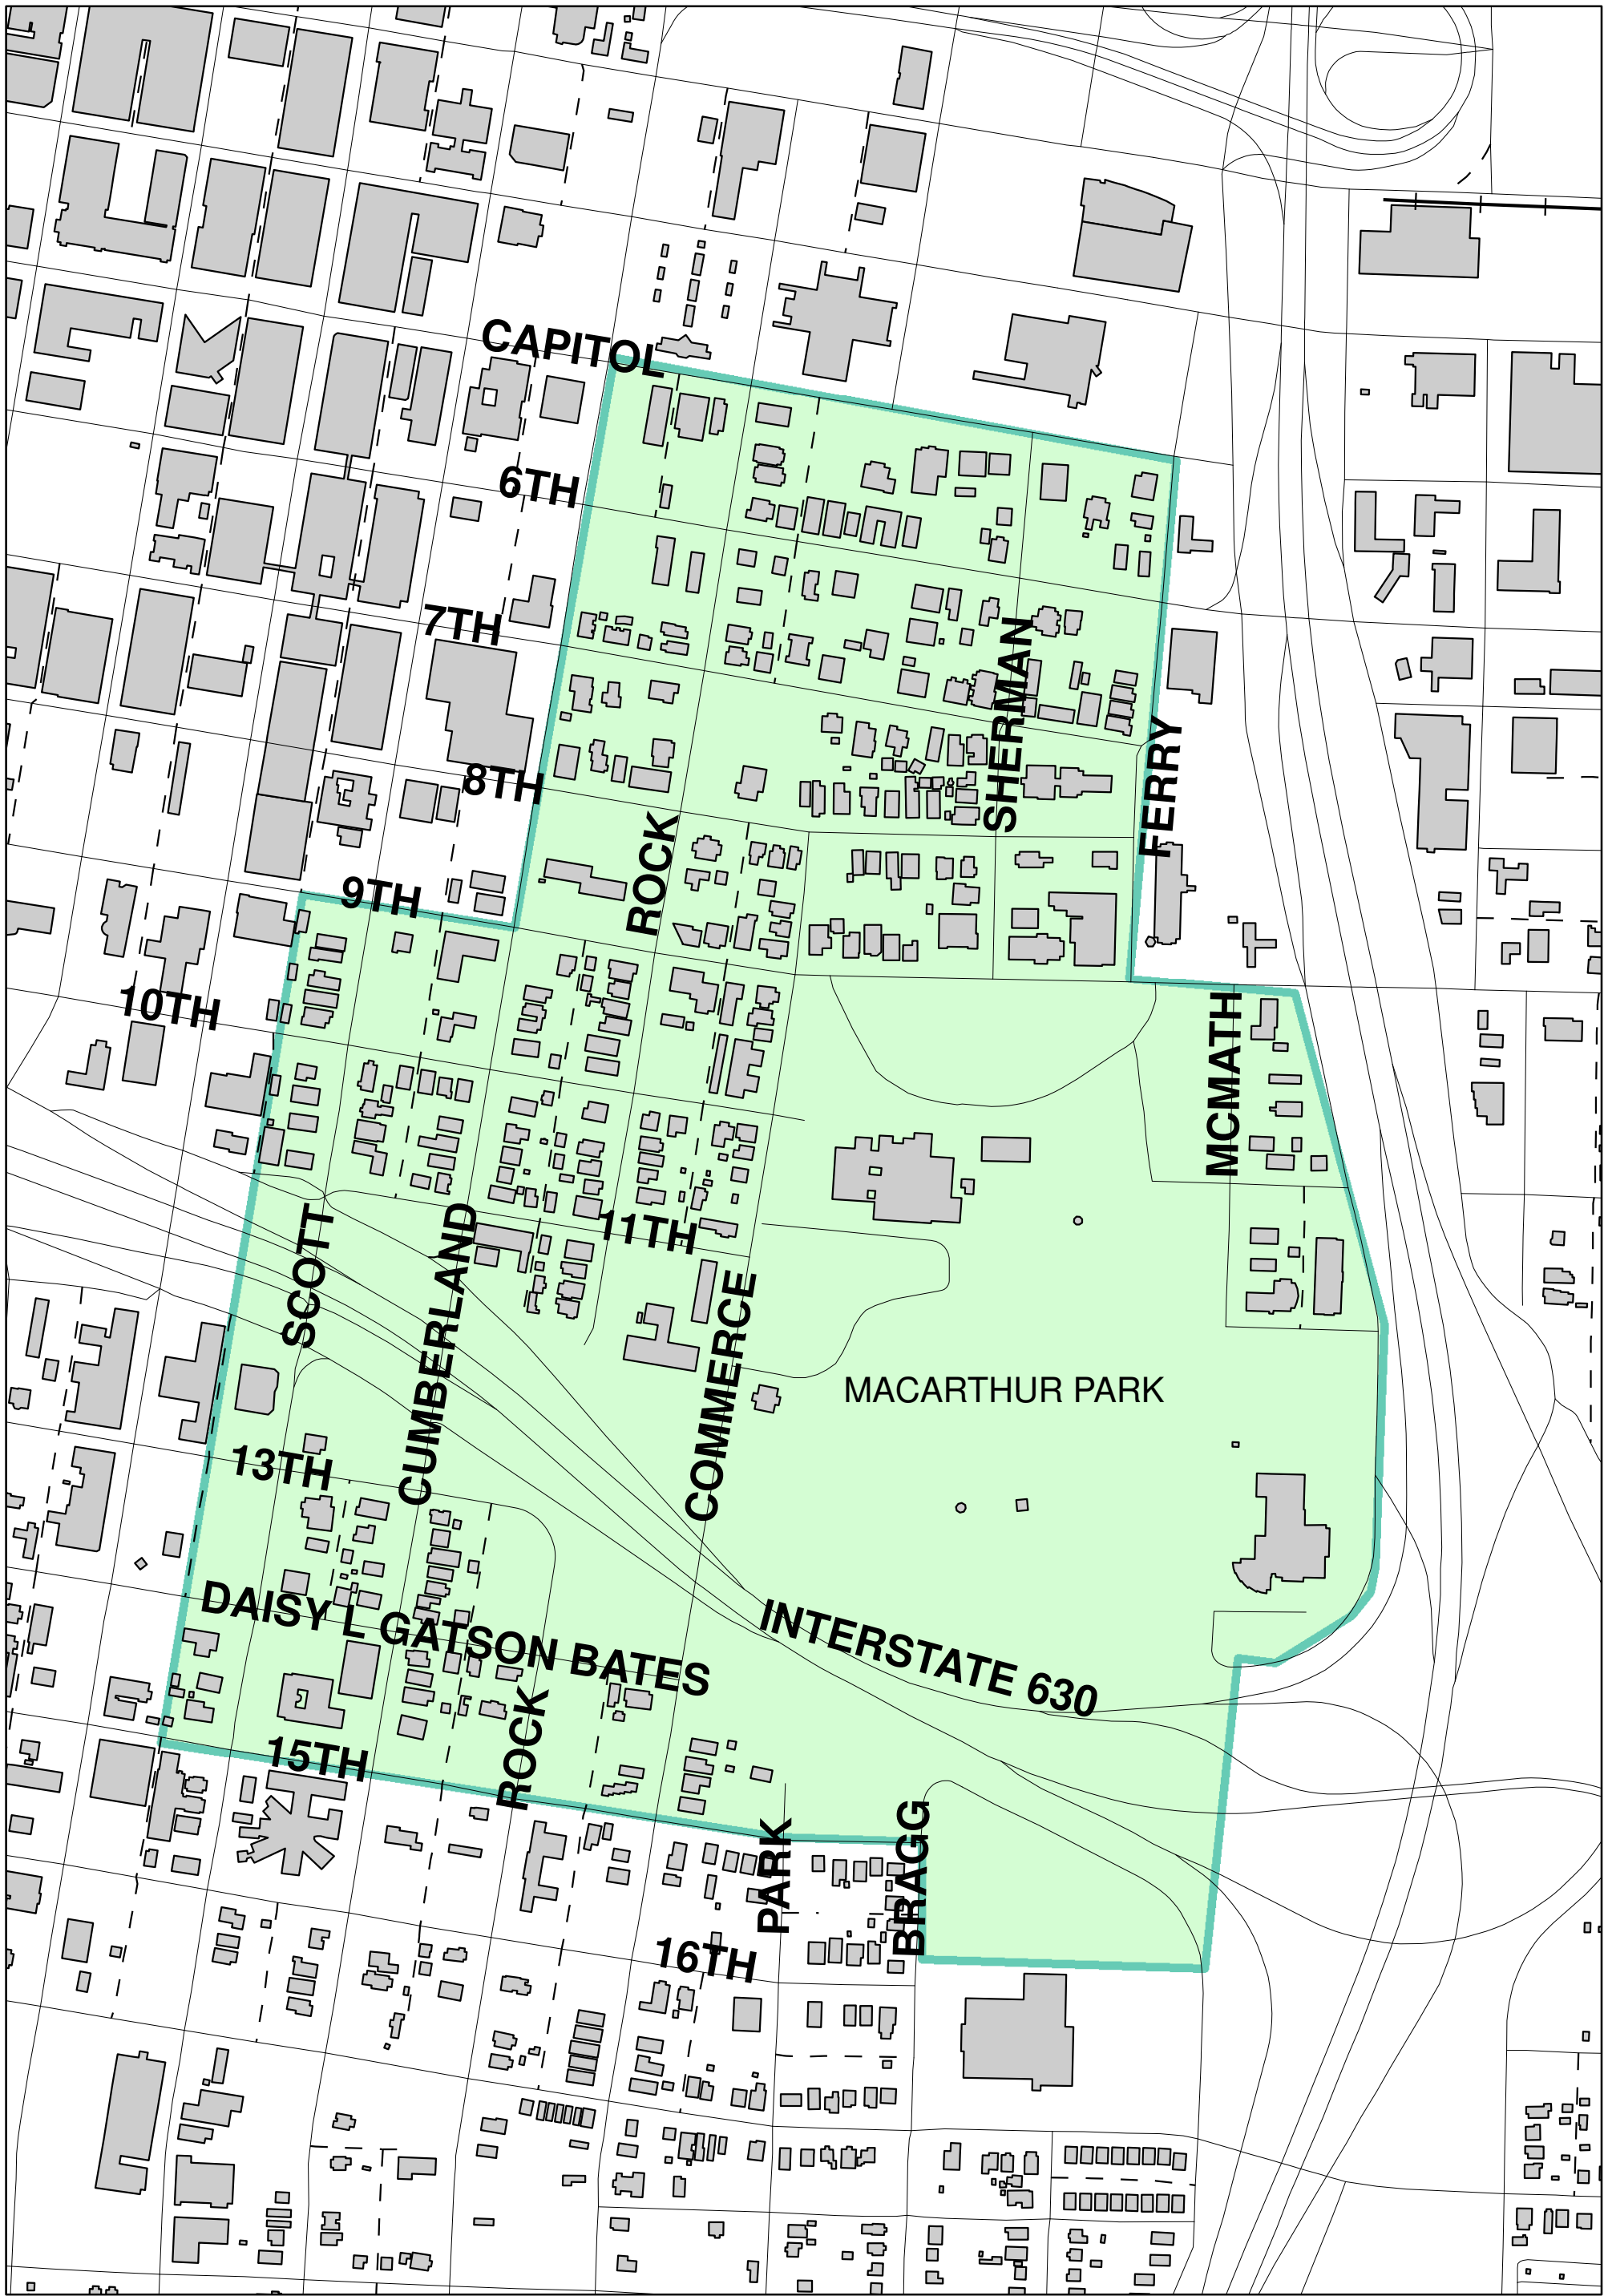 CAPITOL
6TH
7TH
SHERMAN
8TH
FERRY
ROCK
9TH
10TH
MCMATH
11TH
SCOTT
CUMBERLAND
COMMERCE
MACARTHUR PARK
13TH
DAISY L GATSON BATES
INTERSTATE 630
ROCK
15TH
PARK
BRAGG
16TH